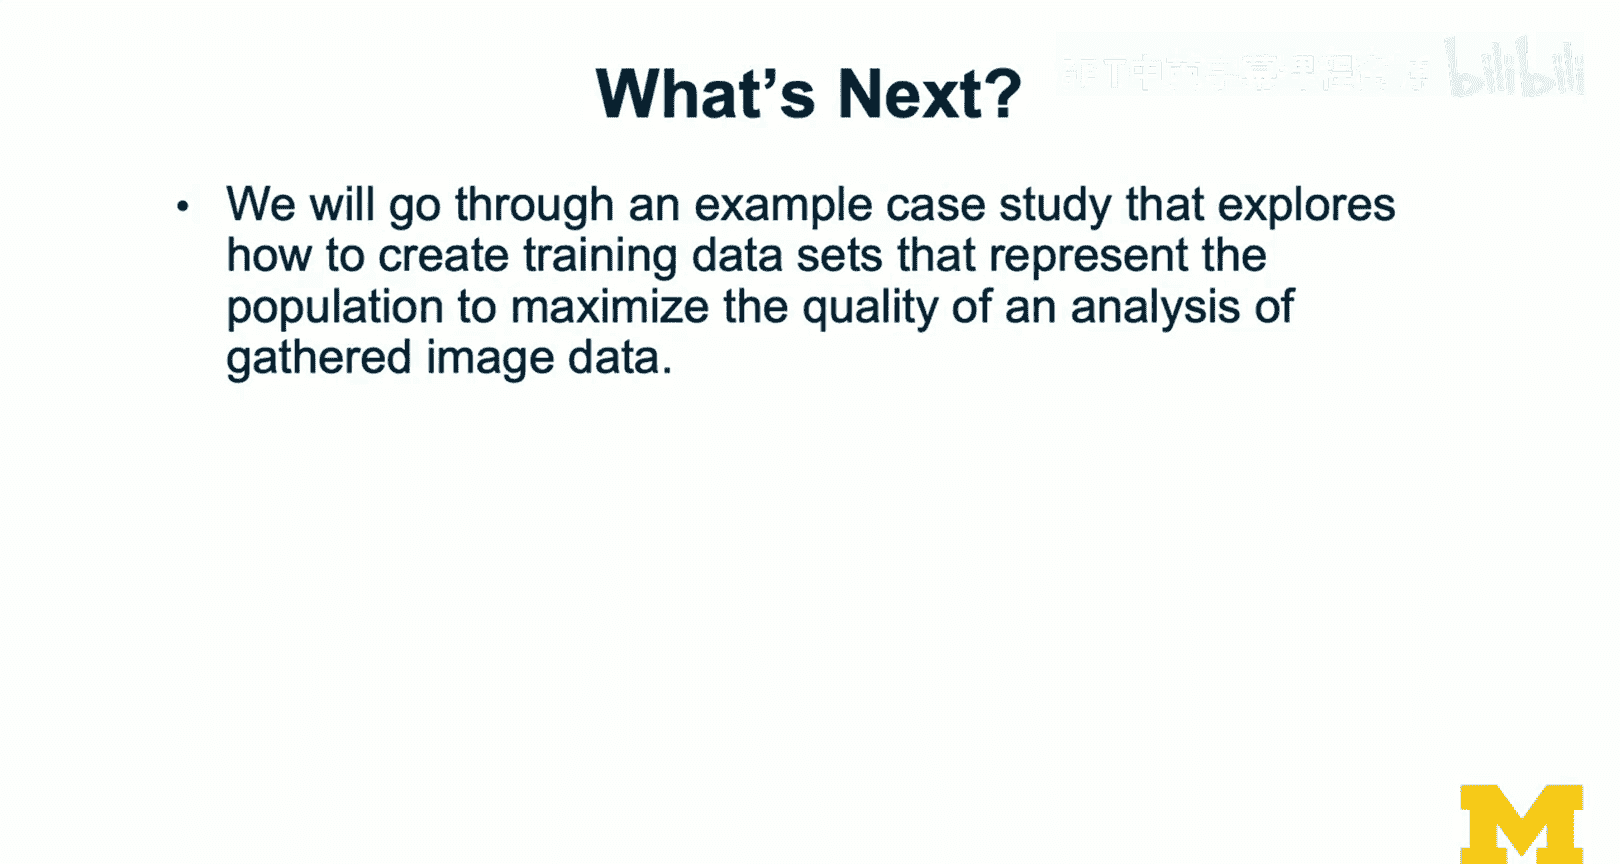 What’s Next?
bilibili
• We will go through an example case study that explores
how to create training data sets that represent the
population to maximize the quality of an analysis of
gathered image data.
M